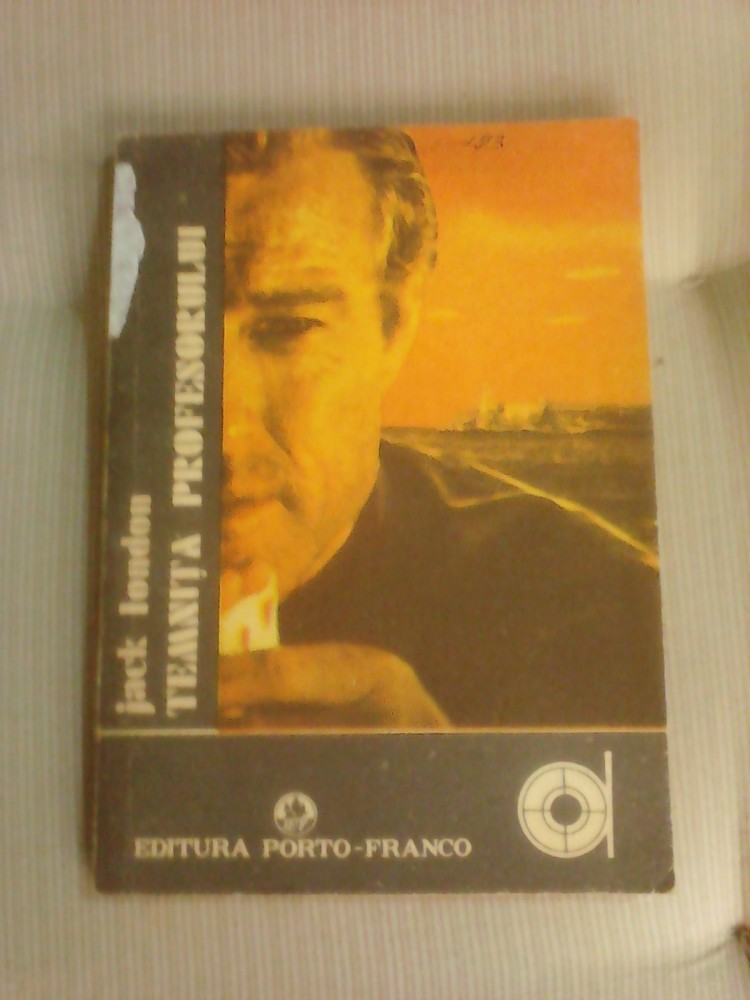 jack london
TEMNIȚA PROFESORULUI
EDITURA PORTO-FRANCO